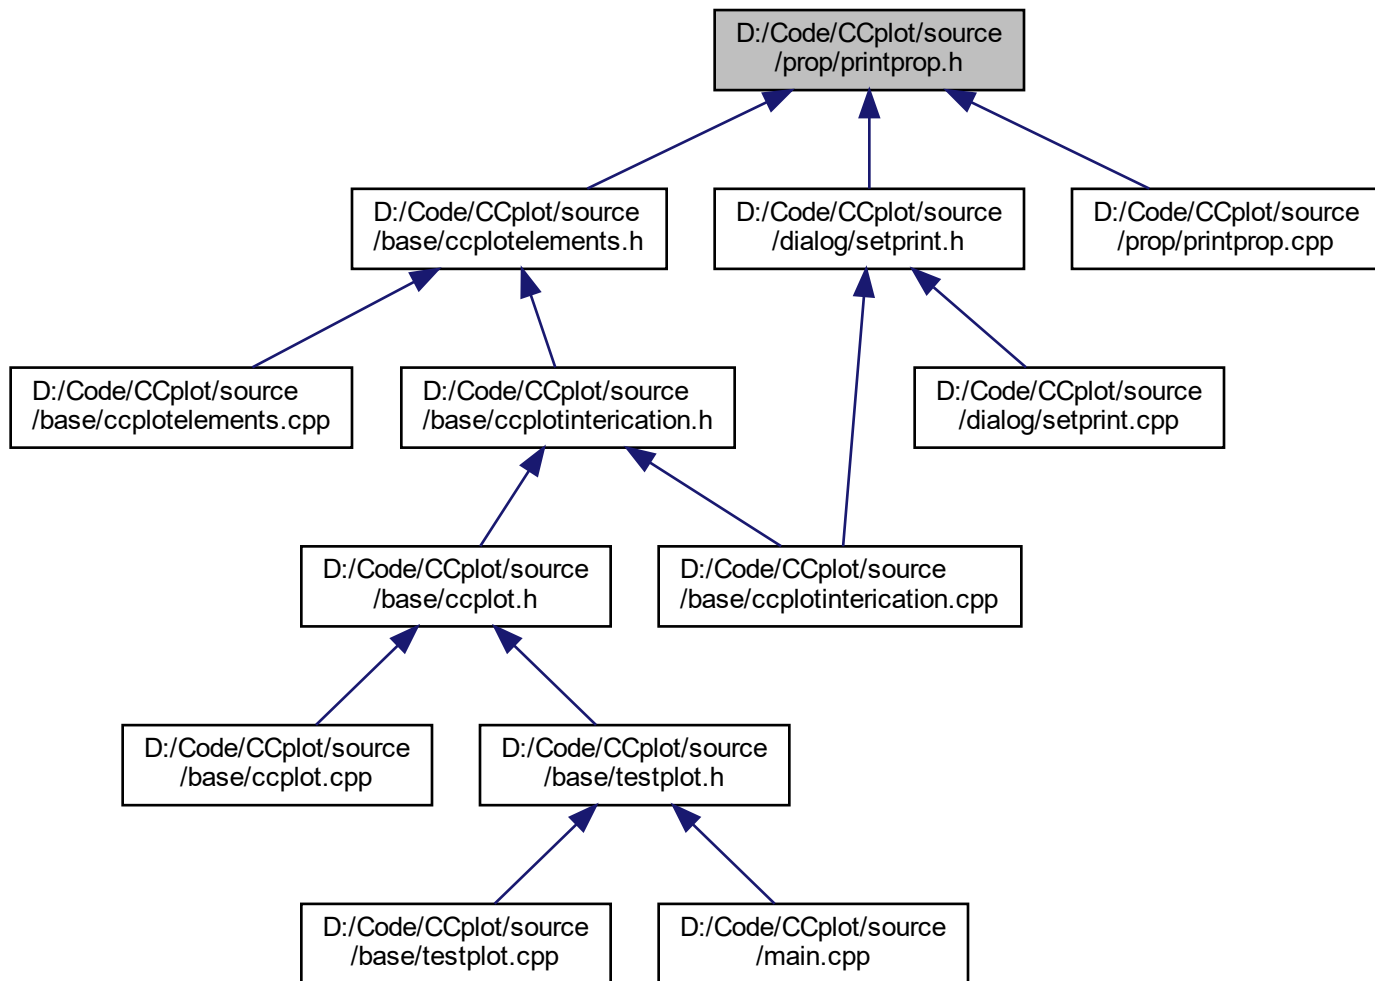 D:/Code/CCplot/source
/prop/printprop.h
D:/Code/CCplot/source
/base/ccplotelements.h
D:/Code/CCplot/source
/dialog/setprint.h
D:/Code/CCplot/source
/prop/printprop.cpp
D:/Code/CCplot/source
/base/ccplotelements.cpp
D:/Code/CCplot/source
/base/ccplotinterication.h
D:/Code/CCplot/source
/dialog/setprint.cpp
D:/Code/CCplot/source
/base/ccplot.h
D:/Code/CCplot/source
/base/ccplotinterication.cpp
D:/Code/CCplot/source
/base/ccplot.cpp
D:/Code/CCplot/source
/base/testplot.h
D:/Code/CCplot/source
/base/testplot.cpp
D:/Code/CCplot/source
/main.cpp